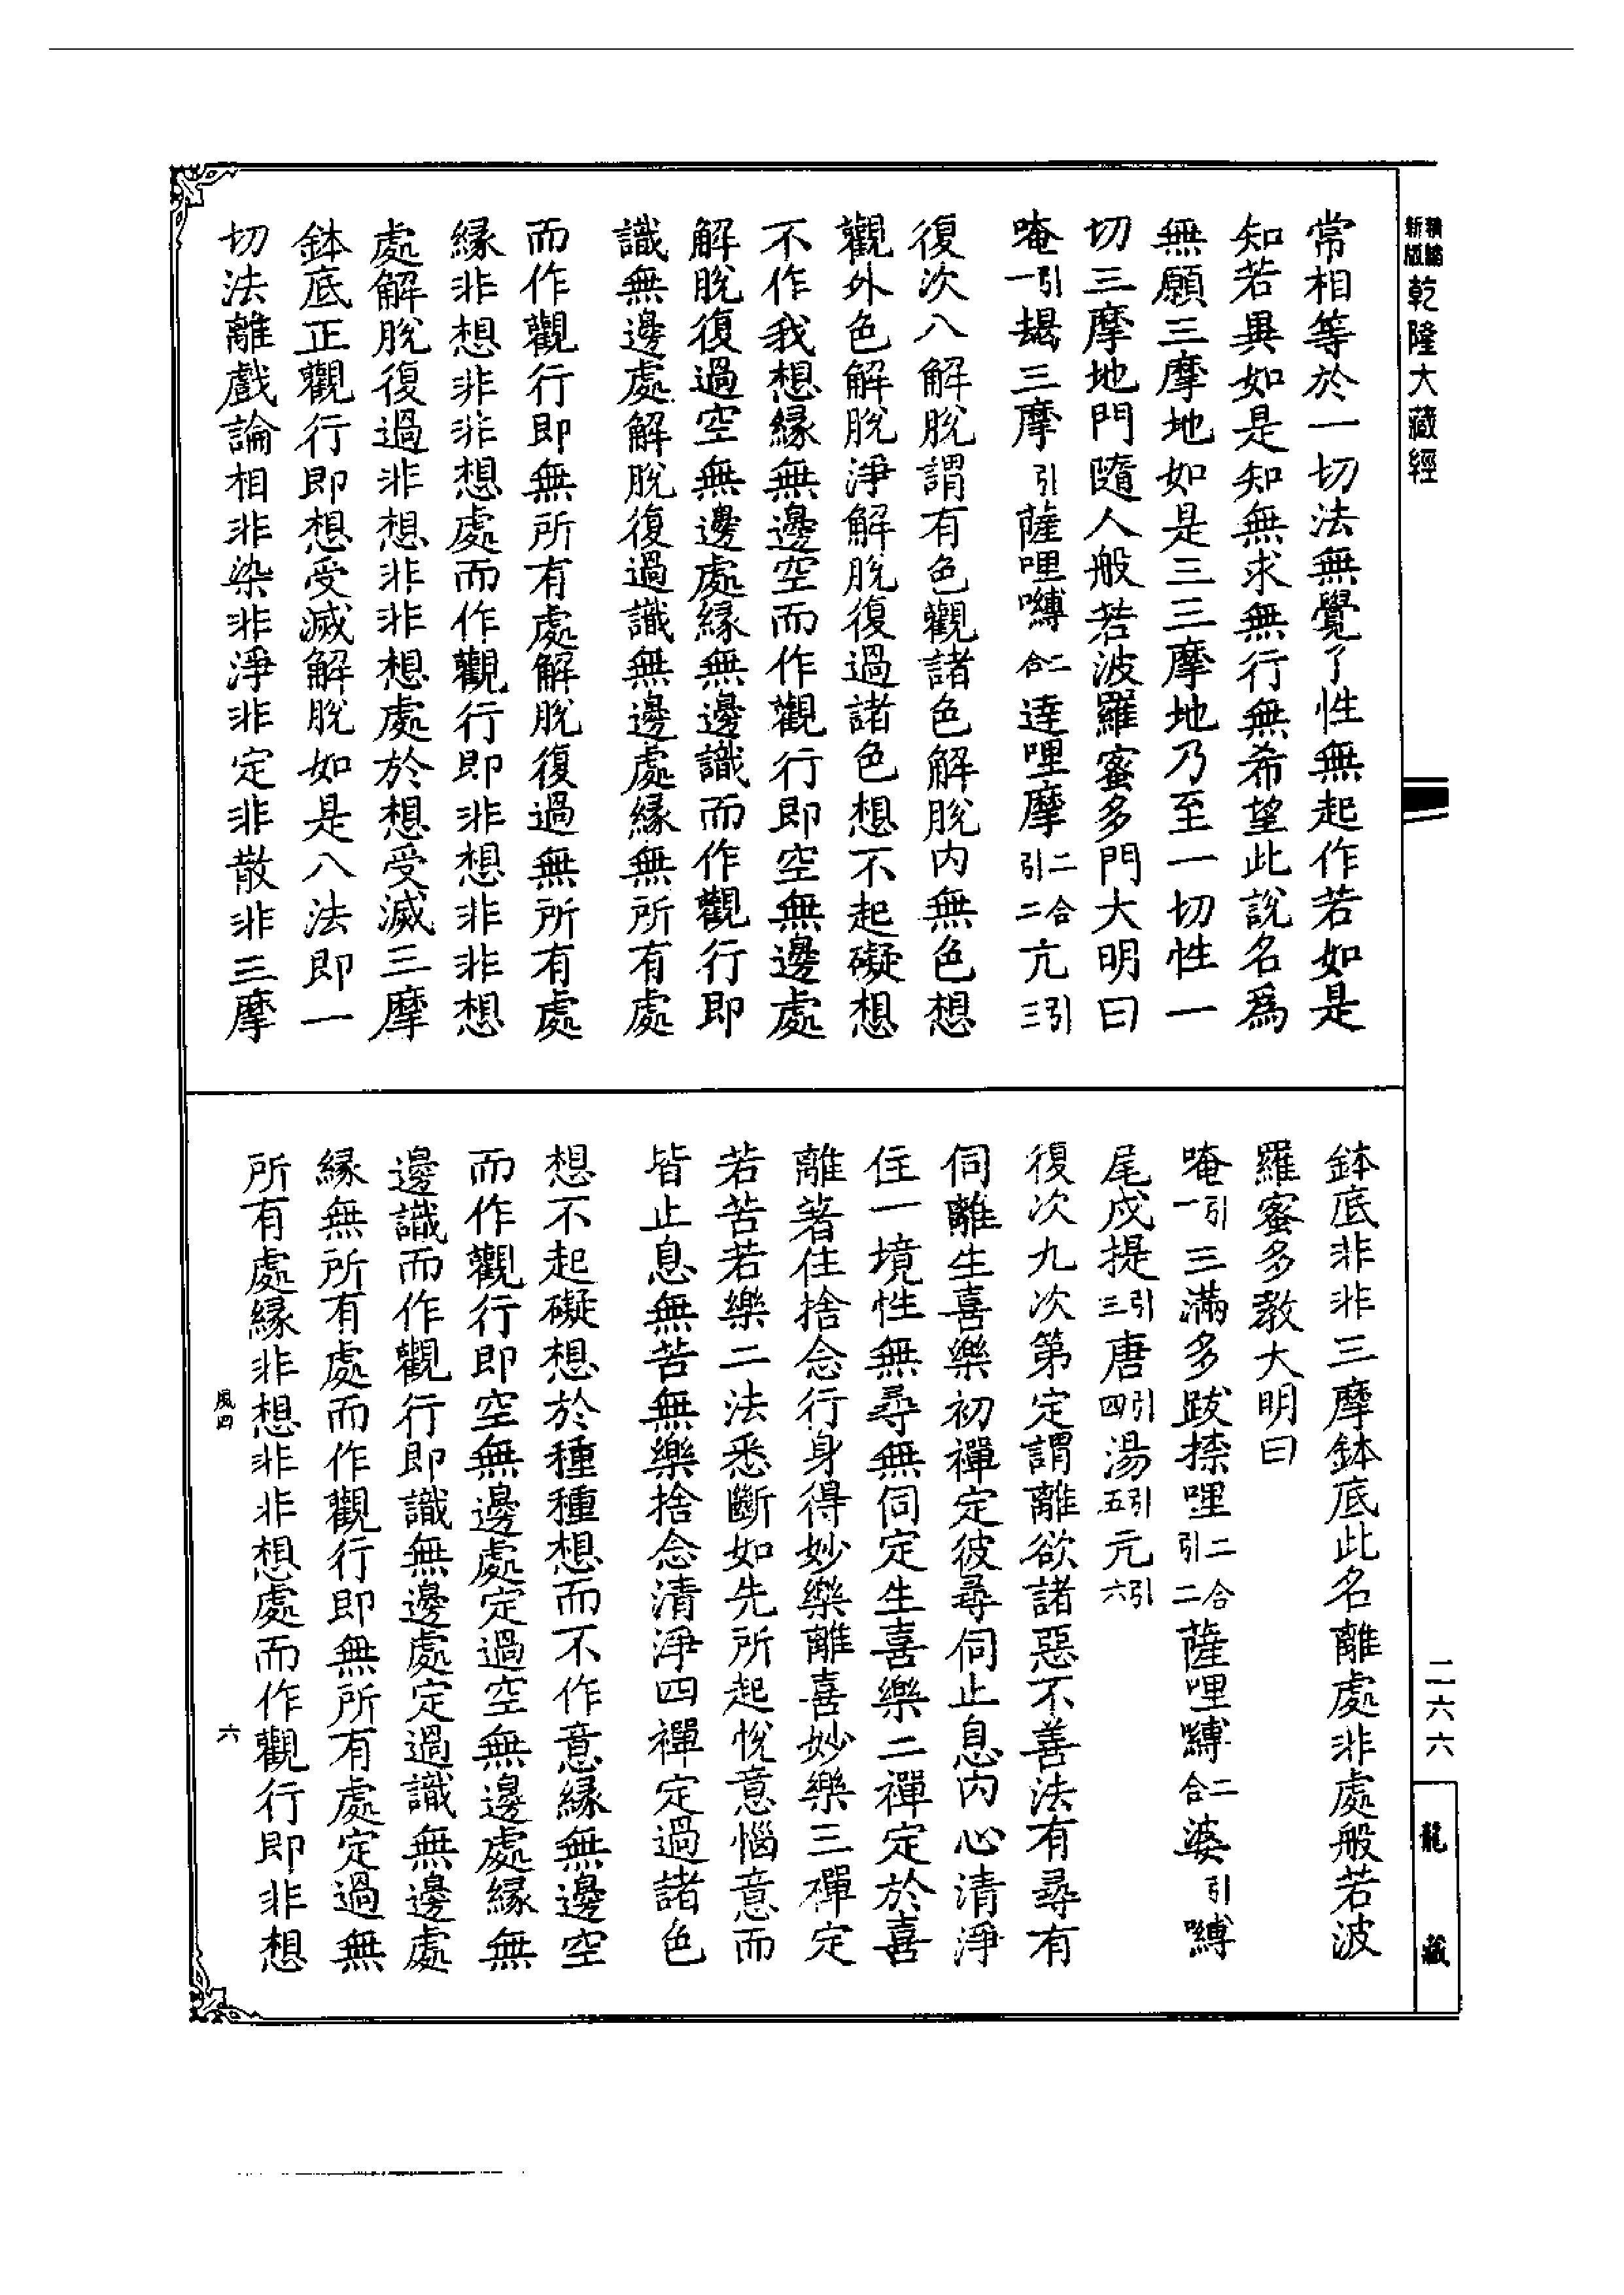 精編
新版
乾隆大藏經
常相等於一切法無覺了性無起作若如是
知若異如是知無求無行無希望此說名爲
無願三摩地如是三三摩地乃至一切性一
切三摩地門隨人般若波羅蜜多門大明曰
唵引一揭三摩引薩哩嚩二合達哩摩二合引二亢引三
復次八解脫謂有色觀諸色解脫內無色想
觀外色解脫淨解脫復過諸色想不起礙想
不作我想緣無邊空而作觀行即空無邊處
解脫復過空無邊處緣無邊識而作觀行即
識無邊處解脫復過識無邊處緣無所有處
而作觀行即無所有處解脫復過無所有處
緣非想非非想處而作觀行即非想非非想
處解脫復過非想非非想處於想受滅三摩
鉢底正觀行即想受滅解脫如是八法即一
切法離戲論相非染非淨非定非散非三摩
鉢底非非三摩鉢底此名離處非處般若波
羅蜜多教大明曰
唵引一三滿多跋捺哩二合引二薩哩嚩二合婆引嚩
尾戍提引三唐引四湯引五亢引六
復次九次第定謂離欲諸惡不善法有尋有
伺離生喜樂初禪定彼尋伺止息內心清淨
住一境性無尋無伺定生喜樂二禪定於喜
離著住捨念行身得妙樂離喜妙樂三禪定
若苦若樂二法悉斷如先所起悅意惱意而
皆止息無苦無樂捨念清淨四禪定過諸色
想不起礙想於種種想而不作意緣無邊空
而作觀行即空無邊處定過空無邊處緣無
邊識而作觀行即識無邊處定過識無邊處
緣無所有處而作觀行即無所有處定過無
所有處緣非想非非想處而作觀行即非想
風四
六
二六六
龍藏